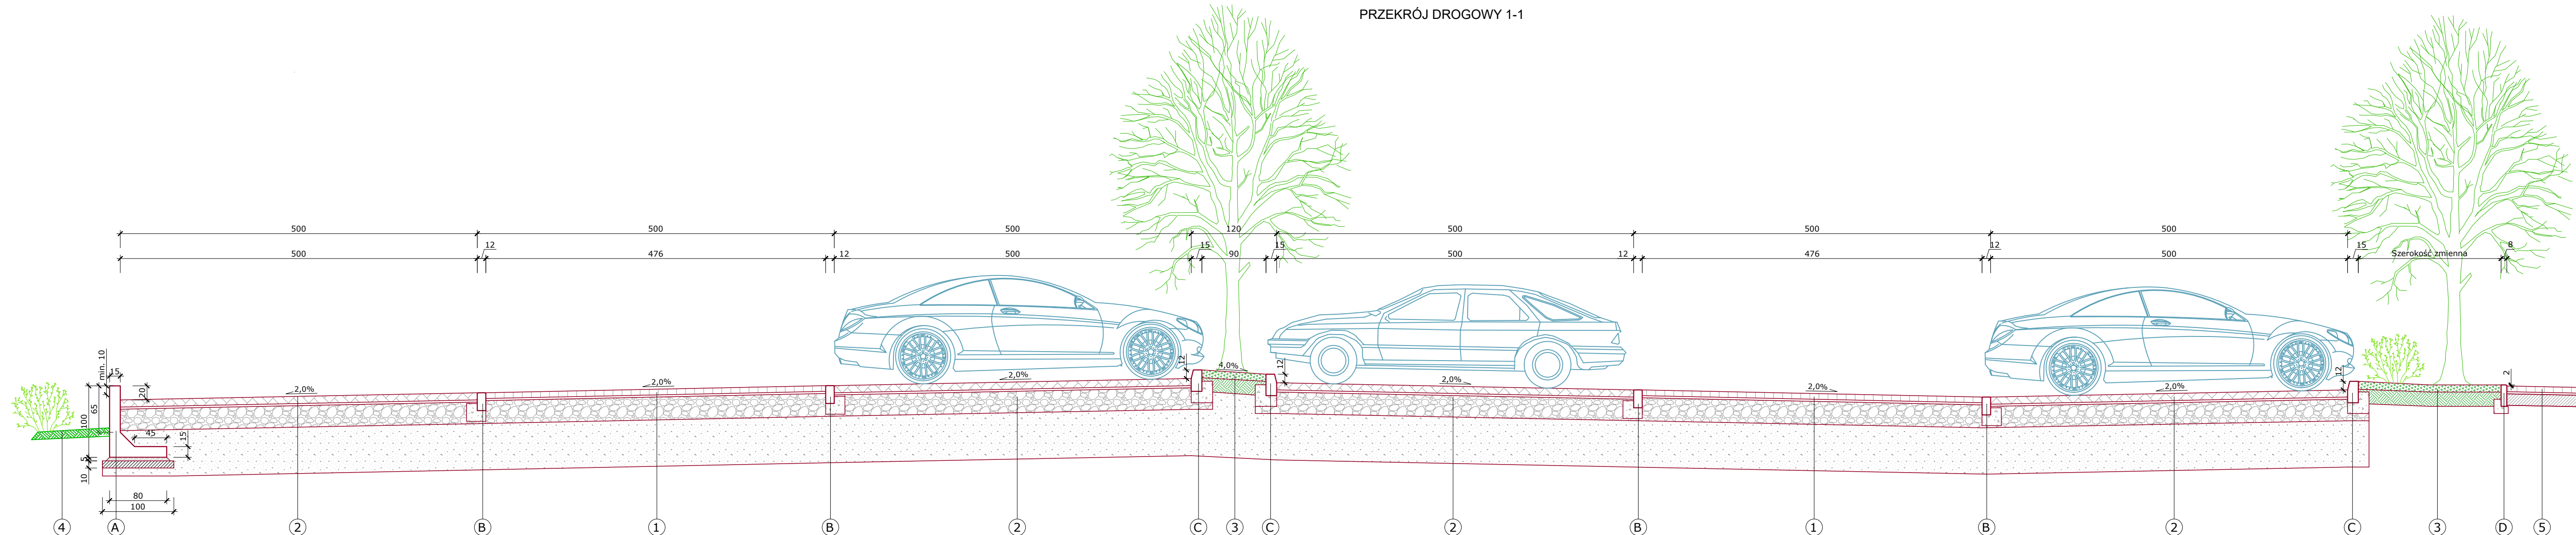 PRZEKRÓJ DROGOWY 1-1
500 500 500 120 500 500 500
12 15 15 12 15 8
500 476 12 500 90 500 12 476 500 Szerokość zmienna
min. 10
15
20
65
100
45
15
5
10
80
100
2,0% 2,0% 2,0% 4,0% 2,0% 2,0% 2,0%
12 12 12 2
4 A 2 B 1 B 2 C 3 C 2 B 1 B 2 C 3 D 5